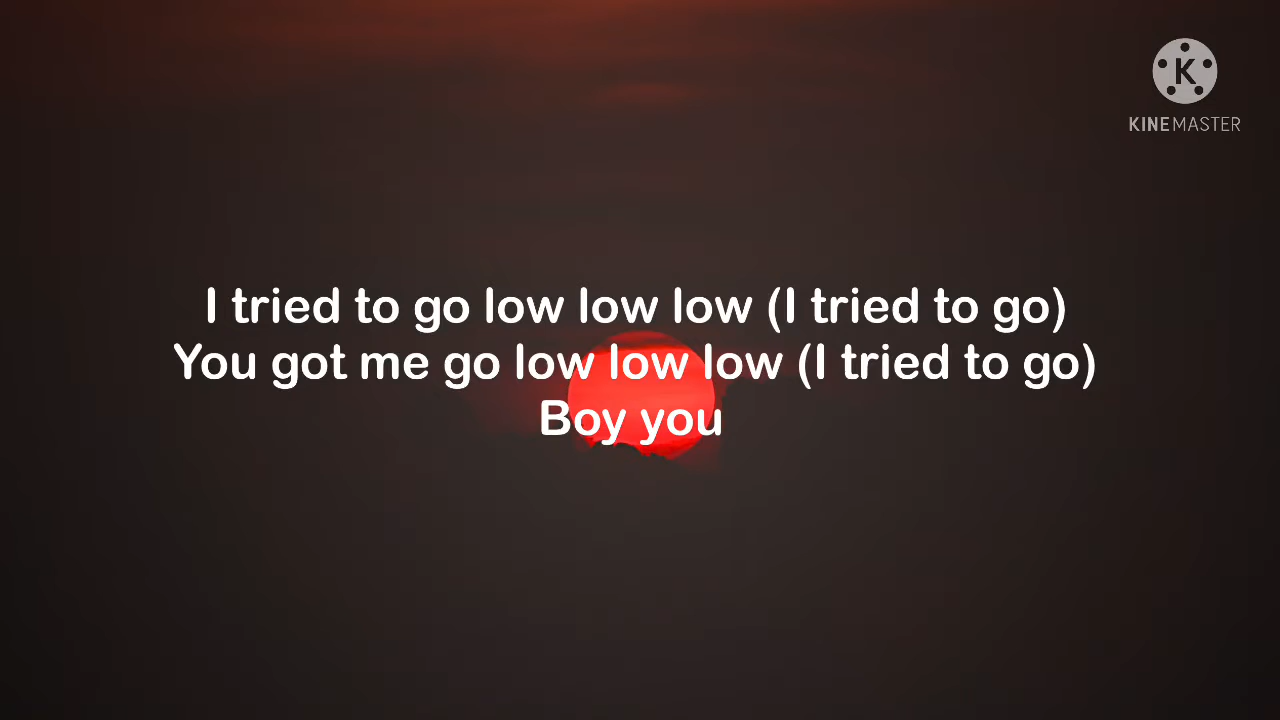 K
KINEMASTER
I tried to go low low low (I tried to go)
You got me go low low low (I tried to go)
Boy you